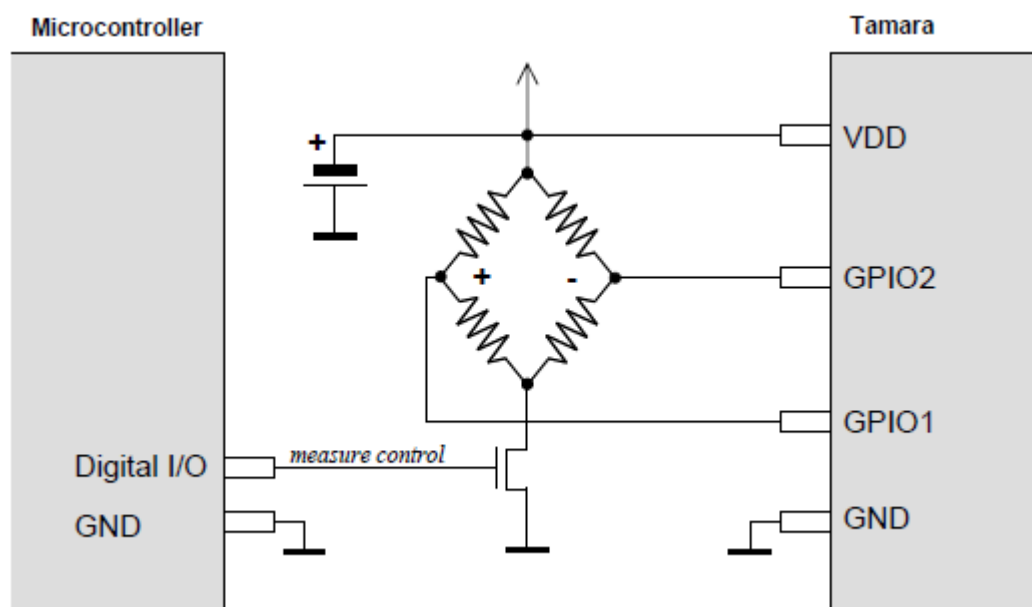 Microcontroller
Tamara
+
VDD
+
-
GPIO2
GPIO1
measure control
Digital I/O
GND
GND